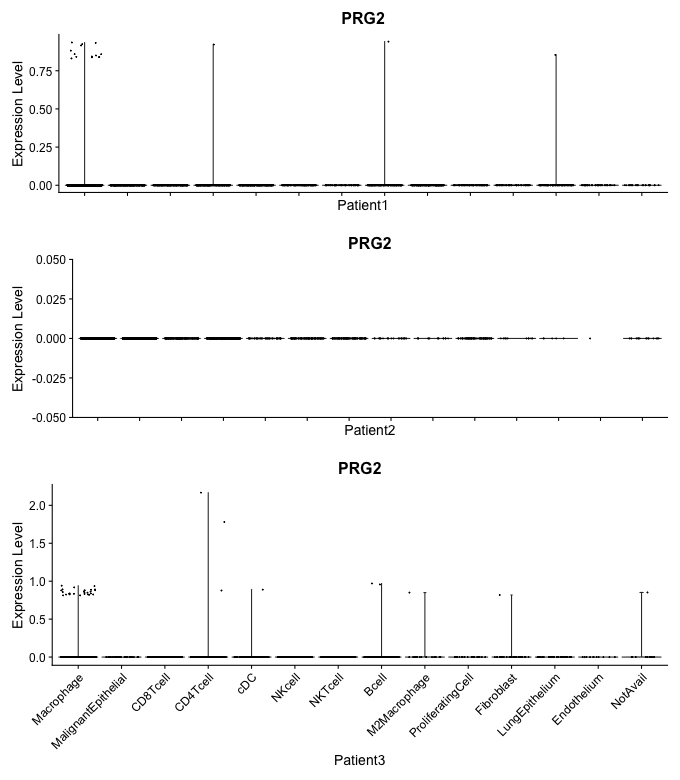 PRG2
Expression Level
0.75
0.50
0.25
0.00
Patient1
PRG2
Expression Level
0.050
0.025
0.000
-0.025
-0.050
Patient2
PRG2
Expression Level
2.0
1.5
1.0
0.5
0.0
Macrophage
MalignantEpithelial
CD8Tcell
CD4Tcell
cDC
NKcell
NKTcell
Bcell
M2Macrophage
ProliferatingCell
Fibroblast
LungEpithelium
Endothelium
NotAvail
Patient3